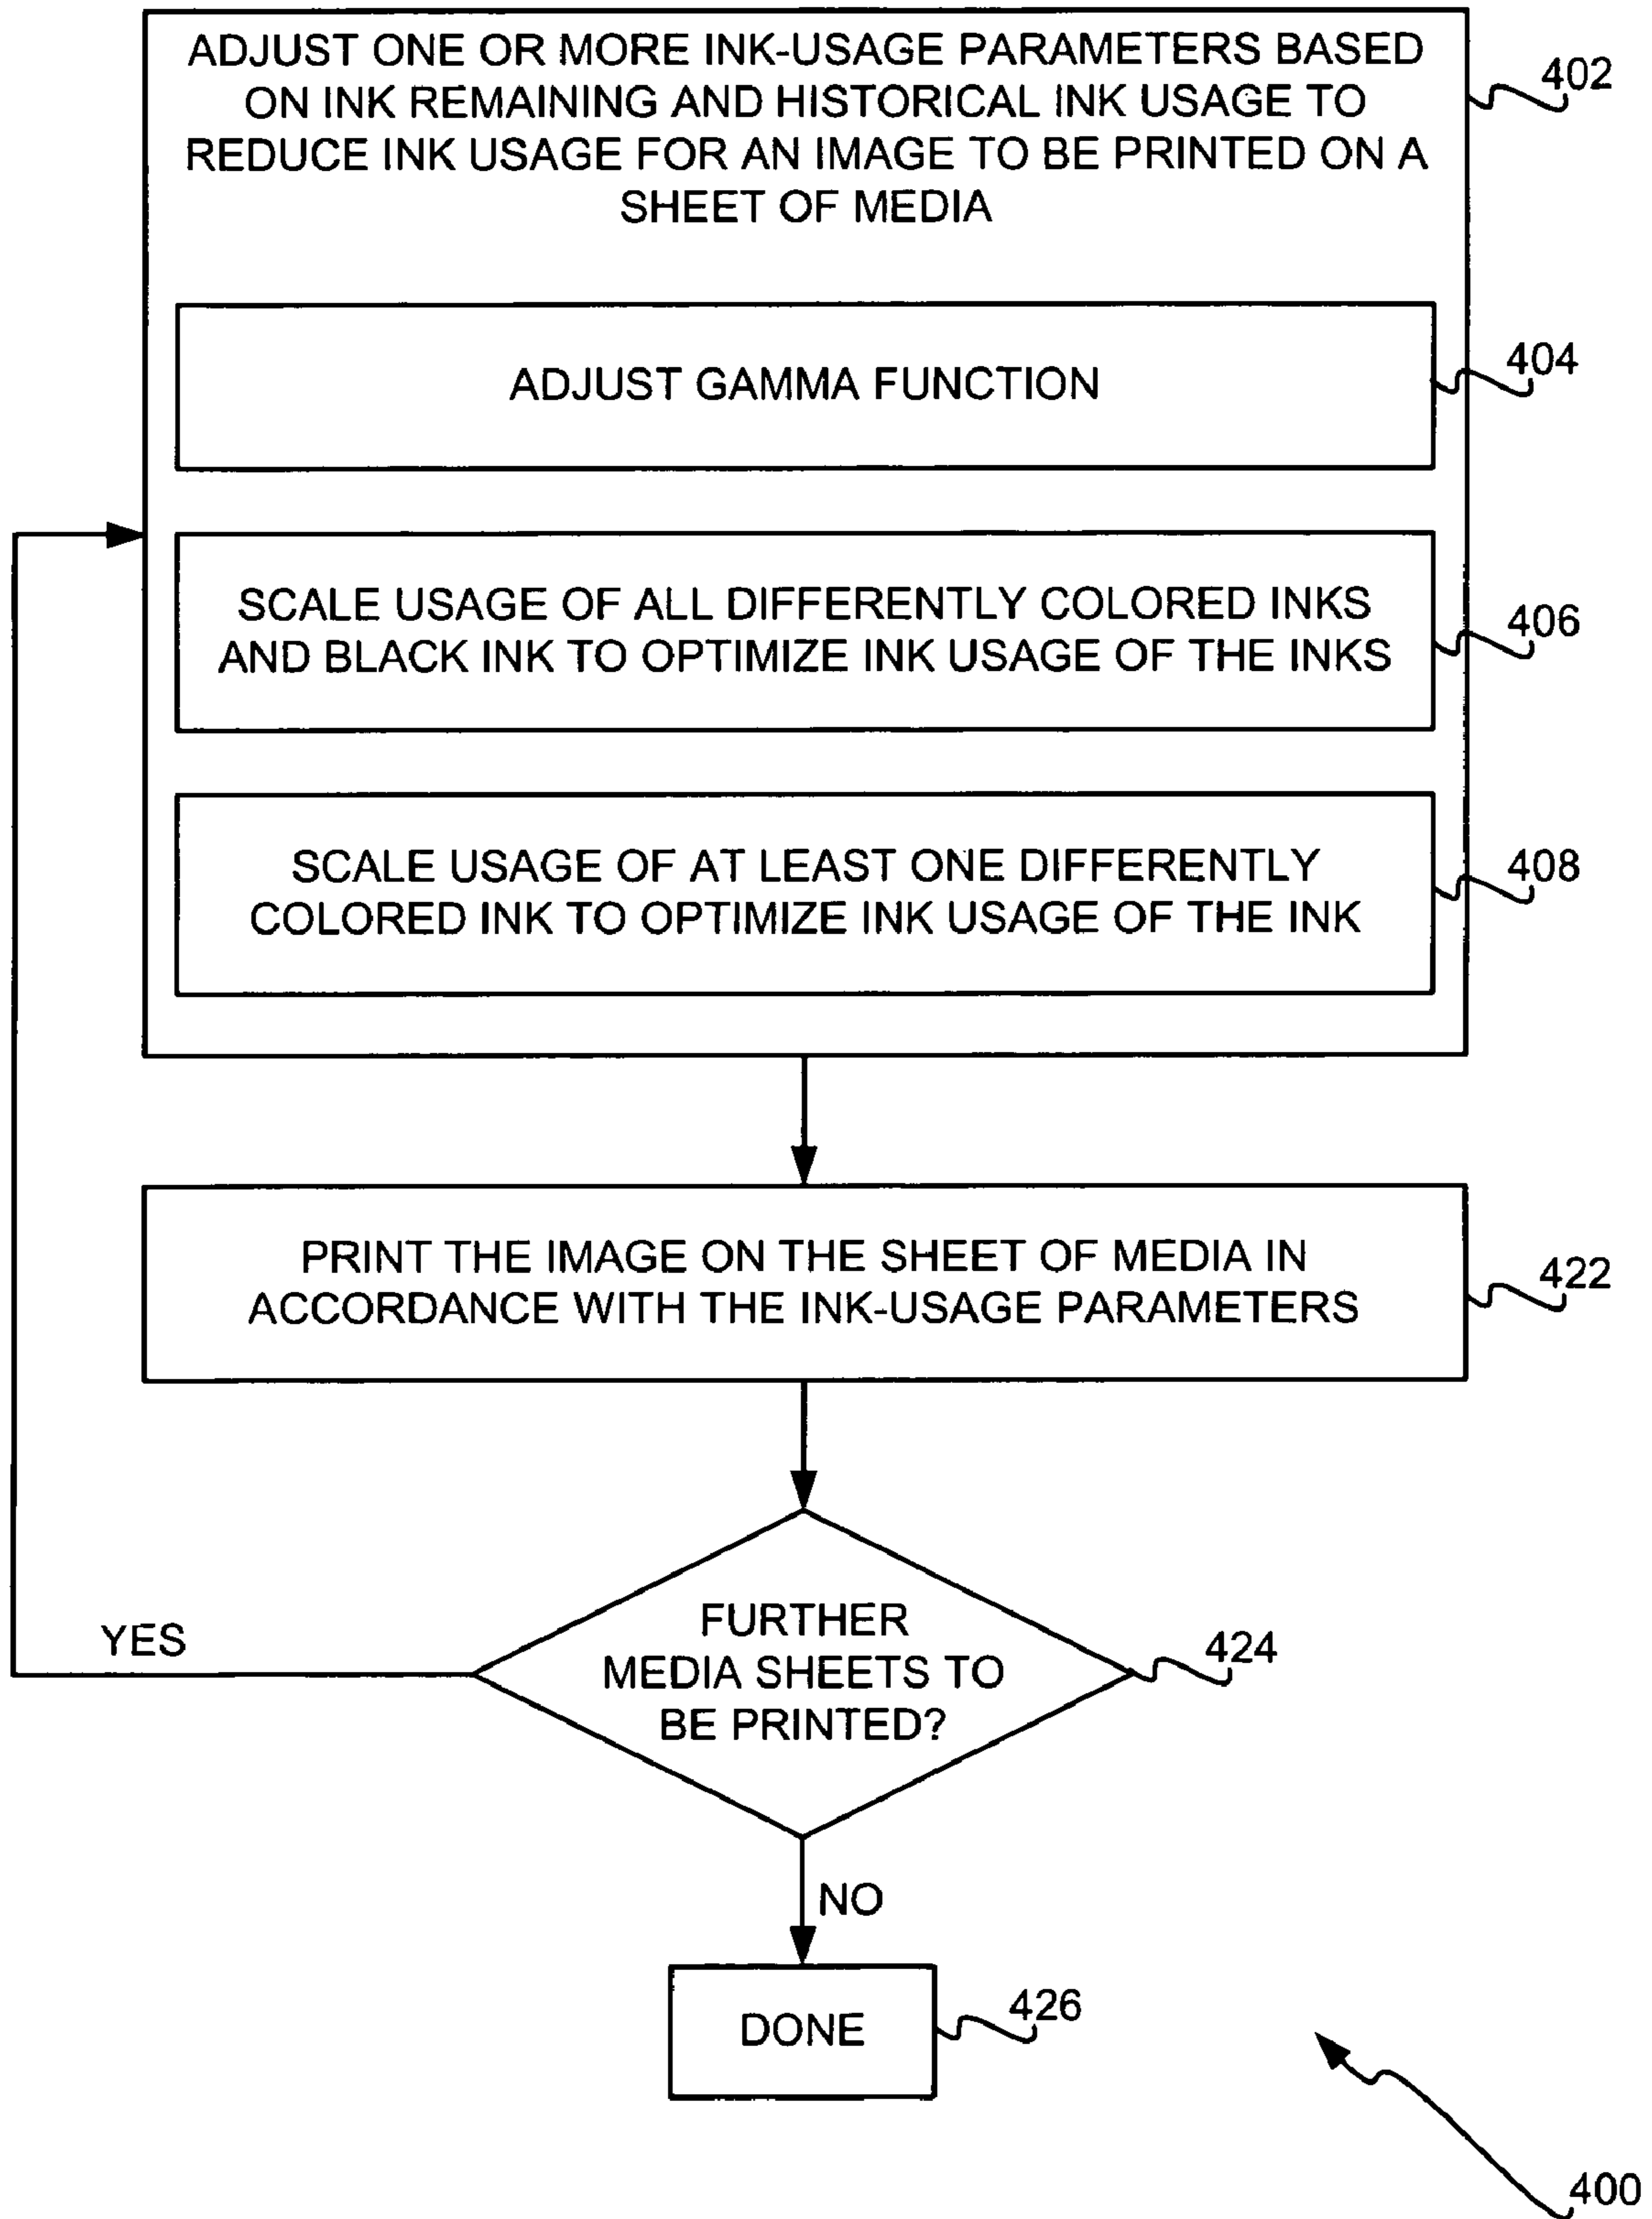 ADJUST ONE OR MORE INK-USAGE PARAMETERS BASED
ON INK REMAINING AND HISTORICAL INK USAGE TO
REDUCE INK USAGE FOR AN IMAGE TO BE PRINTED ON A
SHEET OF MEDIA
402
ADJUST GAMMA FUNCTION
404
SCALE USAGE OF ALL DIFFERENTLY COLORED INKS
AND BLACK INK TO OPTIMIZE INK USAGE OF THE INKS
406
SCALE USAGE OF AT LEAST ONE DIFFERENTLY
COLORED INK TO OPTIMIZE INK USAGE OF THE INK
408
PRINT THE IMAGE ON THE SHEET OF MEDIA IN
ACCORDANCE WITH THE INK-USAGE PARAMETERS
422
FURTHER
MEDIA SHEETS TO
BE PRINTED?
424
YES
NO
DONE
426
400